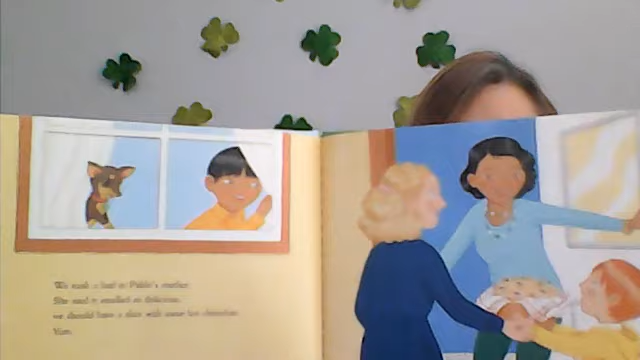 We took a loaf to Pablo's mother.
She said it smelled so delicious,
we should have a slice with some hot chocolate.
Yum.